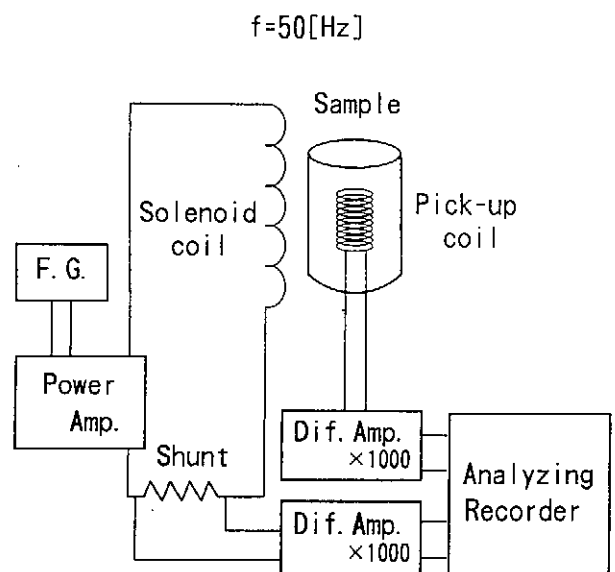 f=50[Hz]
Sample
Solenoid
coil
Pick-up
coil
F. G.
Power
Amp.
Shunt
Dif. Amp.
×1000
Dif. Amp.
×1000
Analyzing
Recorder